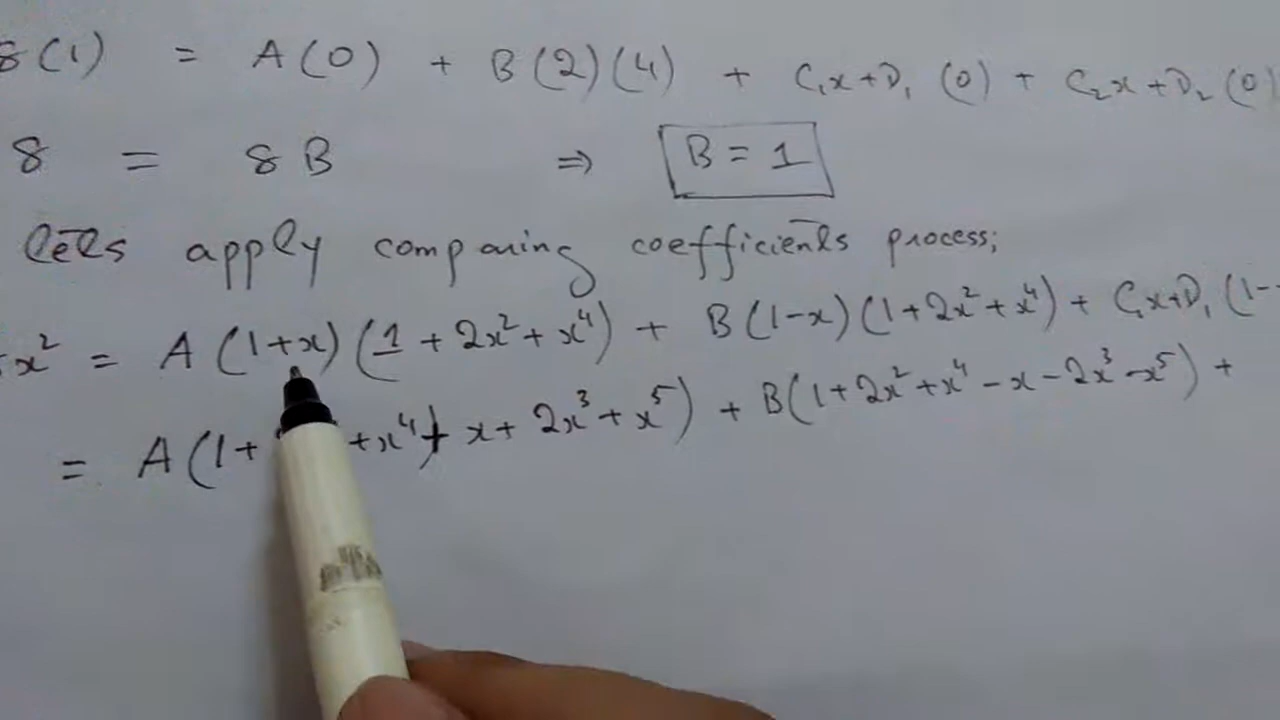 8(1) = A(0) + B(2)(4) + C₁x+D₁ (0) + C₂x+D₂ (0)
8 = 8B ⇒ B = 1
lets apply comparing coefficients process;
x² = A(1+x)(1+2x²+x⁴) + B(1-x)(1+2x²+x⁴) + C₁x+D₁(1-
= A(1+ +x⁴+x+2x³+x⁵) + B(1+2x²+x⁴-x-2x³-x⁵) +